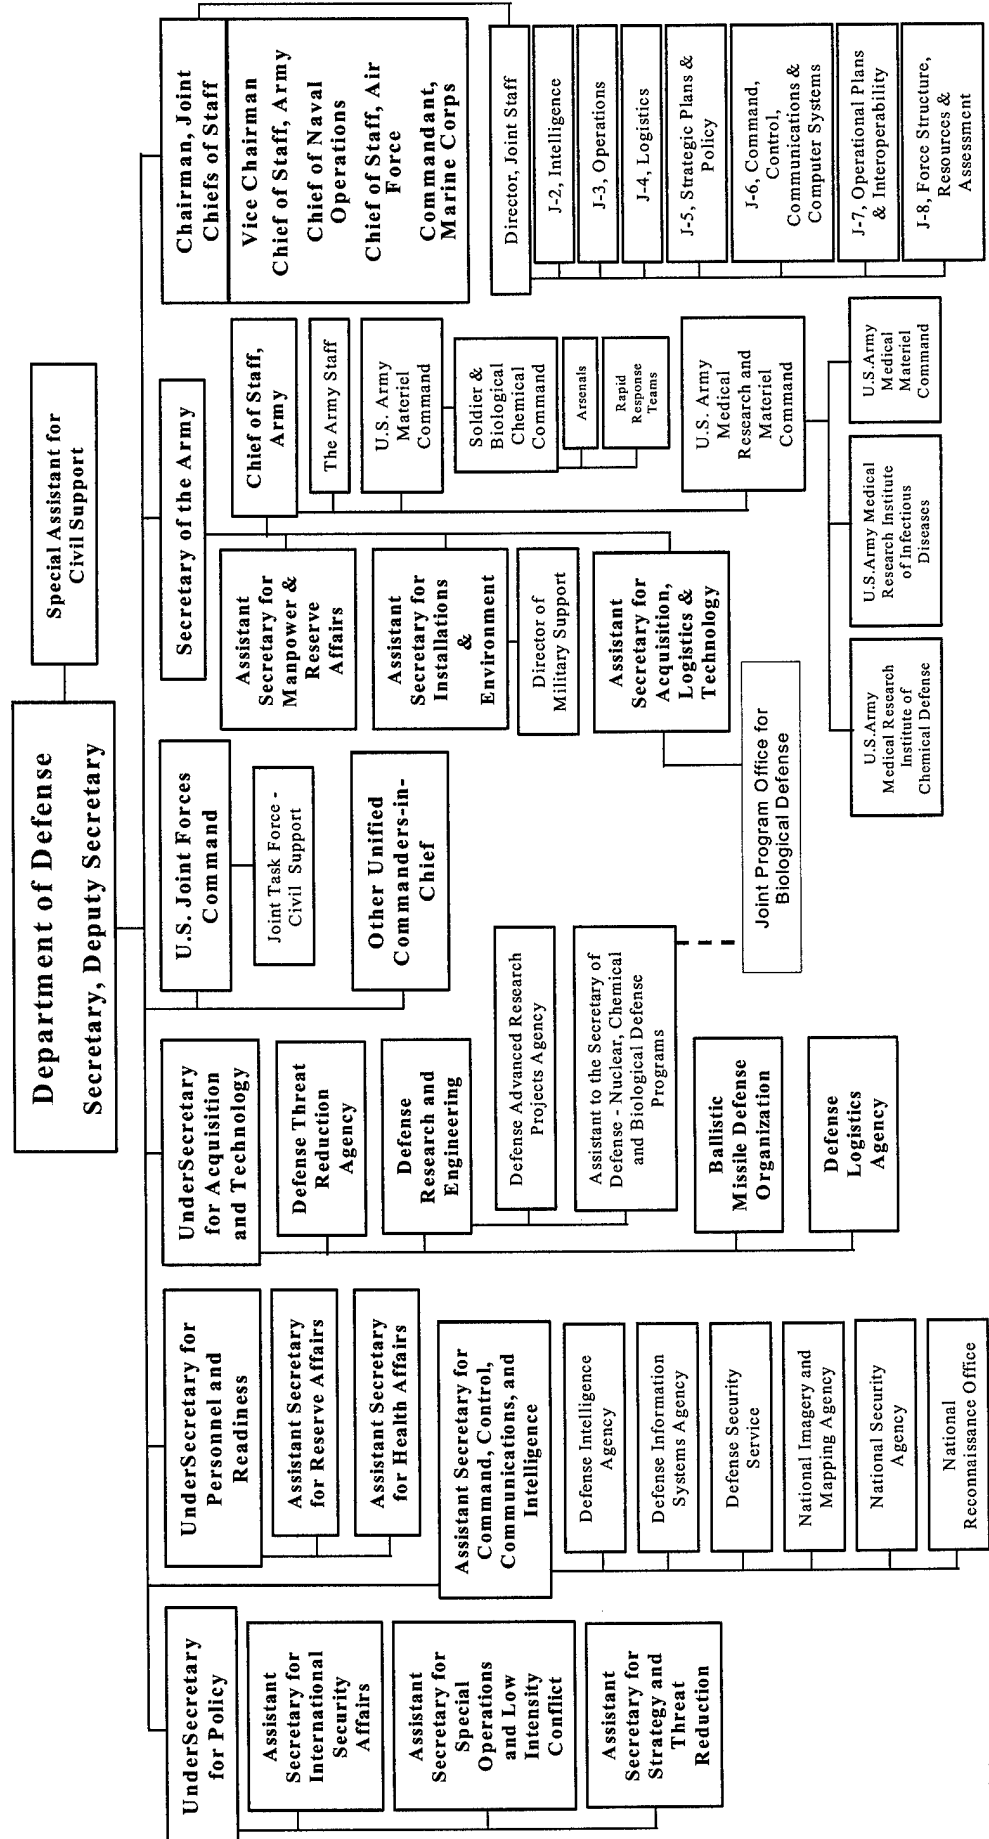 Department of Defense
Secretary, Deputy Secretary
Special Assistant for
Civil Support
UnderSecretary
for Policy
Assistant
Secretary for
International
Security
Affairs
Assistant
Secretary for
Special
Operations
and Low
Intensity
Conflict
Assistant
Secretary for
Strategy and
Threat
Reduction
UnderSecretary for
Personnel and
Readiness
Assistant Secretary
for Reserve Affairs
Assistant Secretary
for Health Affairs
Assistant Secretary for
Command, Control,
Communications, and
Intelligence
Defense Intelligence
Agency
Defense Information
Systems Agency
Defense Security
Service
National Imagery and
Mapping Agency
National Security
Agency
National
Reconnaissance Office
UnderSecretary
for Acquisition
and Technology
Defense Threat
Reduction
Agency
Defense
Research and
Engineering
Defense Advanced Research
Projects Agency
Assistant to the Secretary of
Defense - Nuclear, Chemical
and Biological Defense
Programs
Ballistic
Missile Defense
Organization
Defense
Logistics
Agency
U.S. Joint Forces
Command
Joint Task Force -
Civil Support
Other Unified
Commanders-in-
Chief
Secretary of the Army
Assistant
Secretary for
Manpower &
Reserve
Affairs
Assistant
Secretary for
Installations
&
Environment
Director of
Military Support
Assistant
Secretary for
Acquisition,
Logistics &
Technology
Joint Program Office for
Biological Defense
Chief of Staff,
Army
The Army Staff
U.S. Army
Materiel
Command
Soldier &
Biological
Chemical
Command
Arsenals
Rapid
Response
Teams
U.S. Army
Medical
Research and
Materiel
Command
U.S.Army
Medical Research
Institute of
Chemical Defense
U.S.Army Medical
Research Institute
of Infectious
Diseases
U.S.Army
Medical
Materiel
Command
Chairman, Joint
Chiefs of Staff
Vice Chairman
Chief of Staff, Army
Chief of Naval
Operations
Chief of Staff, Air
Force
Commandant,
Marine Corps
Director, Joint Staff
J-2, Intelligence
J-3, Operations
J-4, Logistics
J-5, Strategic Plans &
Policy
J-6, Command,
Control,
Communications &
Computer Systems
J-7, Operational Plans
& Interoperability
J-8, Force Structure,
Resources &
Assessment